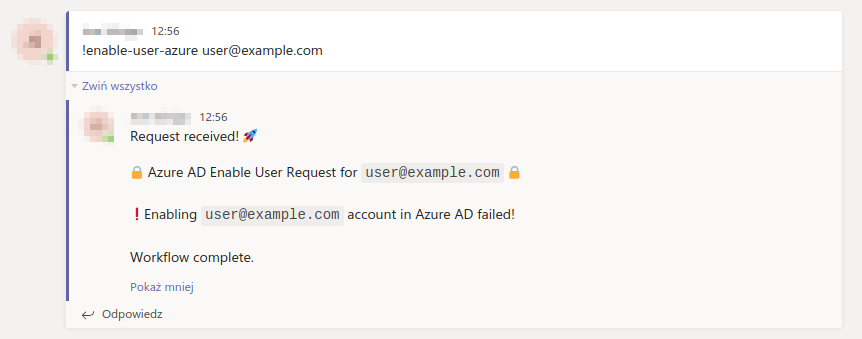 12:56
!enable-user-azure user@example.com
Zwiń wszystko
12:56
Request received! 🚀
🔒 Azure AD Enable User Request for user@example.com 🔒
❗Enabling user@example.com account in Azure AD failed!
Workflow complete.
Pokaż mniej
Odpowiedz